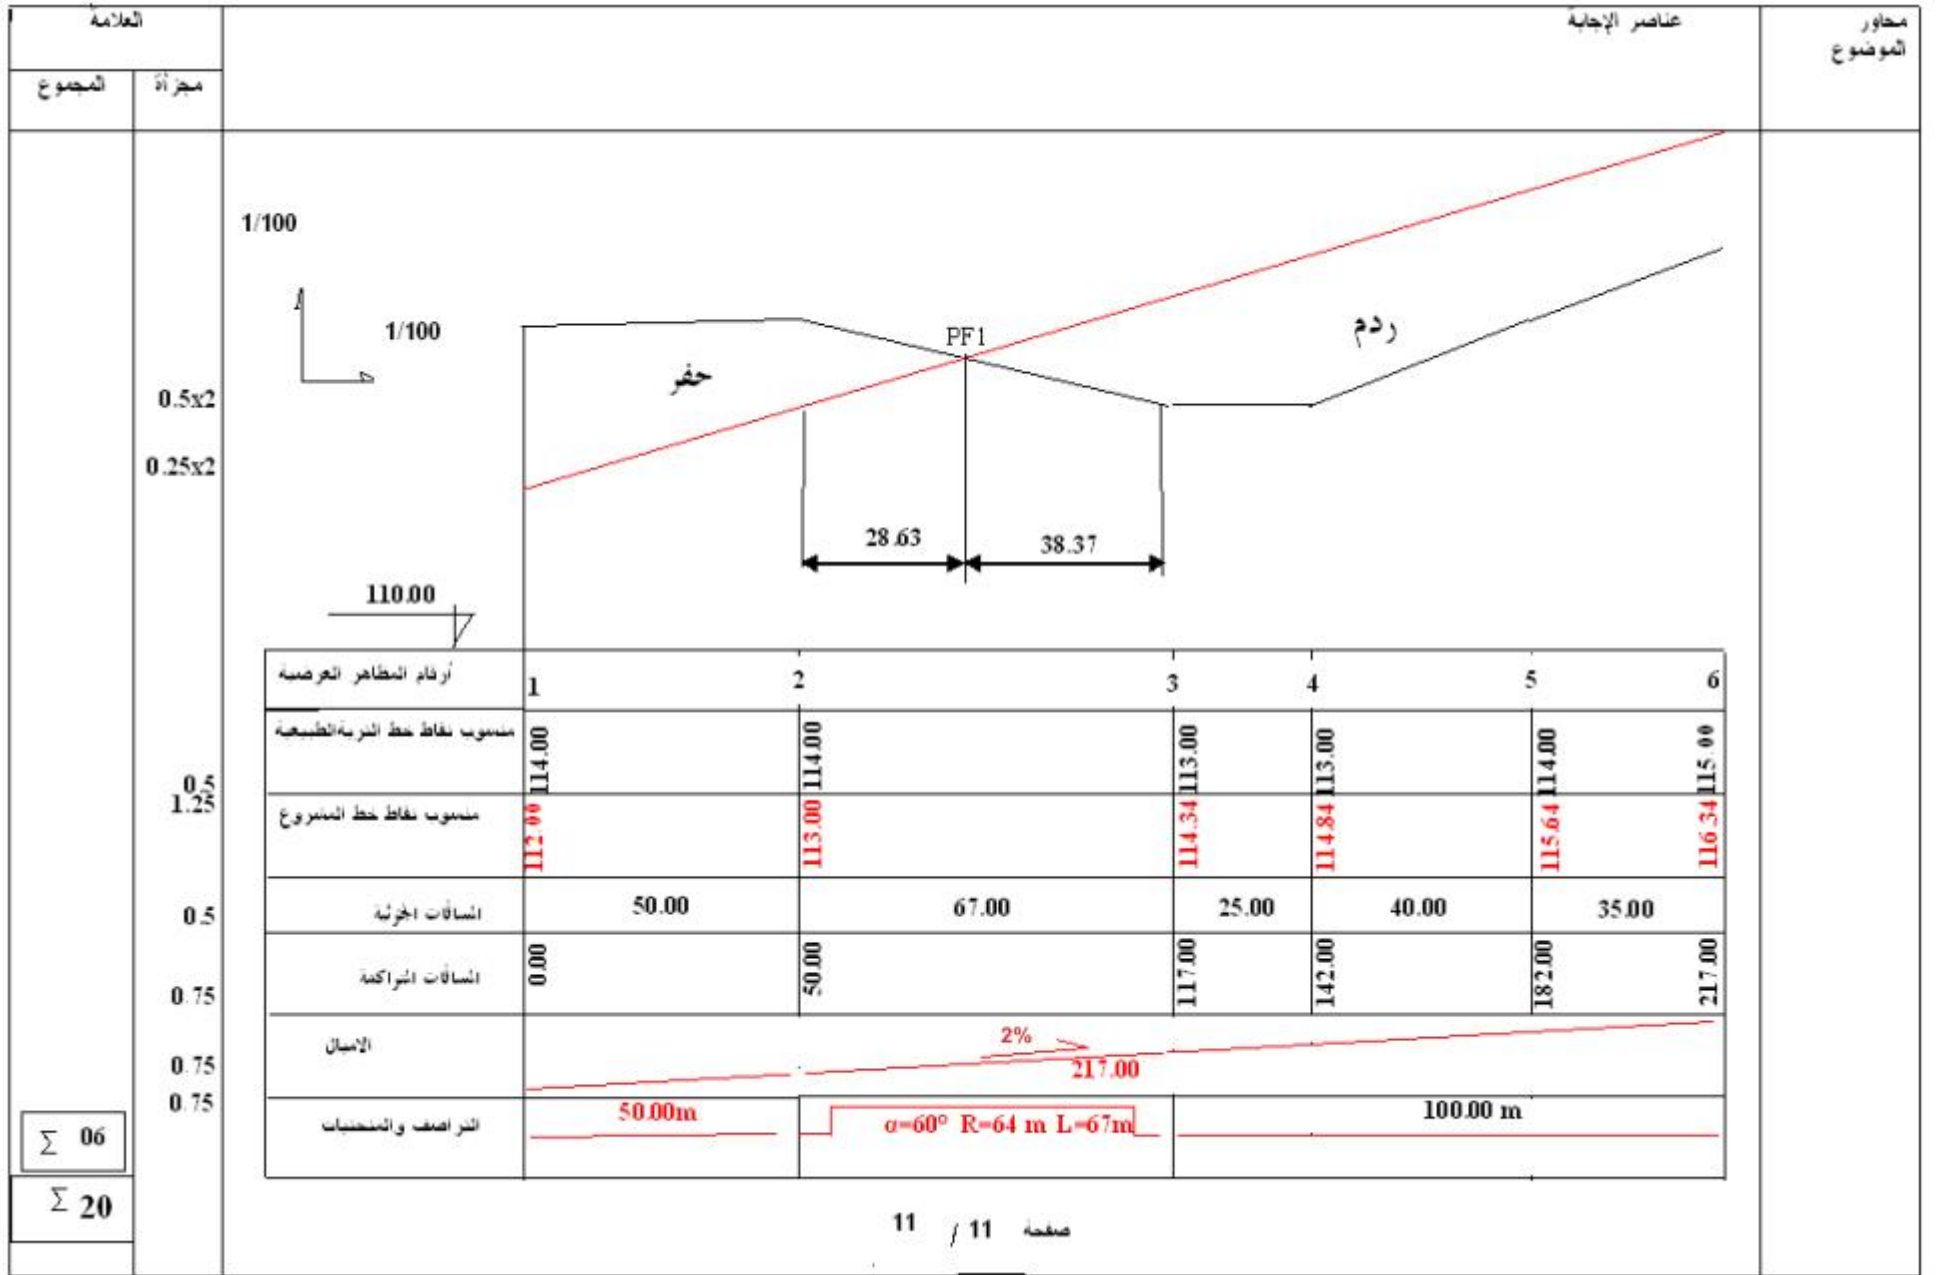 محاور
الموضوع
عناصر الإجابة
العلامة
مجزأة
المجموع
1/100
1/100
PF1
ردم
حفر
0.5x2
0.25x2
28.63
38.37
110.00
أرقام المظاهر العرضية
1 2 3 4 5 6
منسوب نقاط خط التربة الطبيعية
114.00 114.00 113.00 113.00 114.00 115.00
0.5
منسوب نقاط خط المشروع
112.00 113.00 114.34 114.84 115.64 116.34
1.25
المسافات الجزئية
50.00 67.00 25.00 40.00 35.00
0.5
المسافات المتراكمة
0.00 50.00 117.00 142.00 182.00 217.00
0.75
الاميال
2%
217.00
0.75
التراصف والمنحنيات
50.00m α=60° R=64 m L=67m 100.00 m
0.75
∑ 06
∑ 20
صفحة 11 / 11